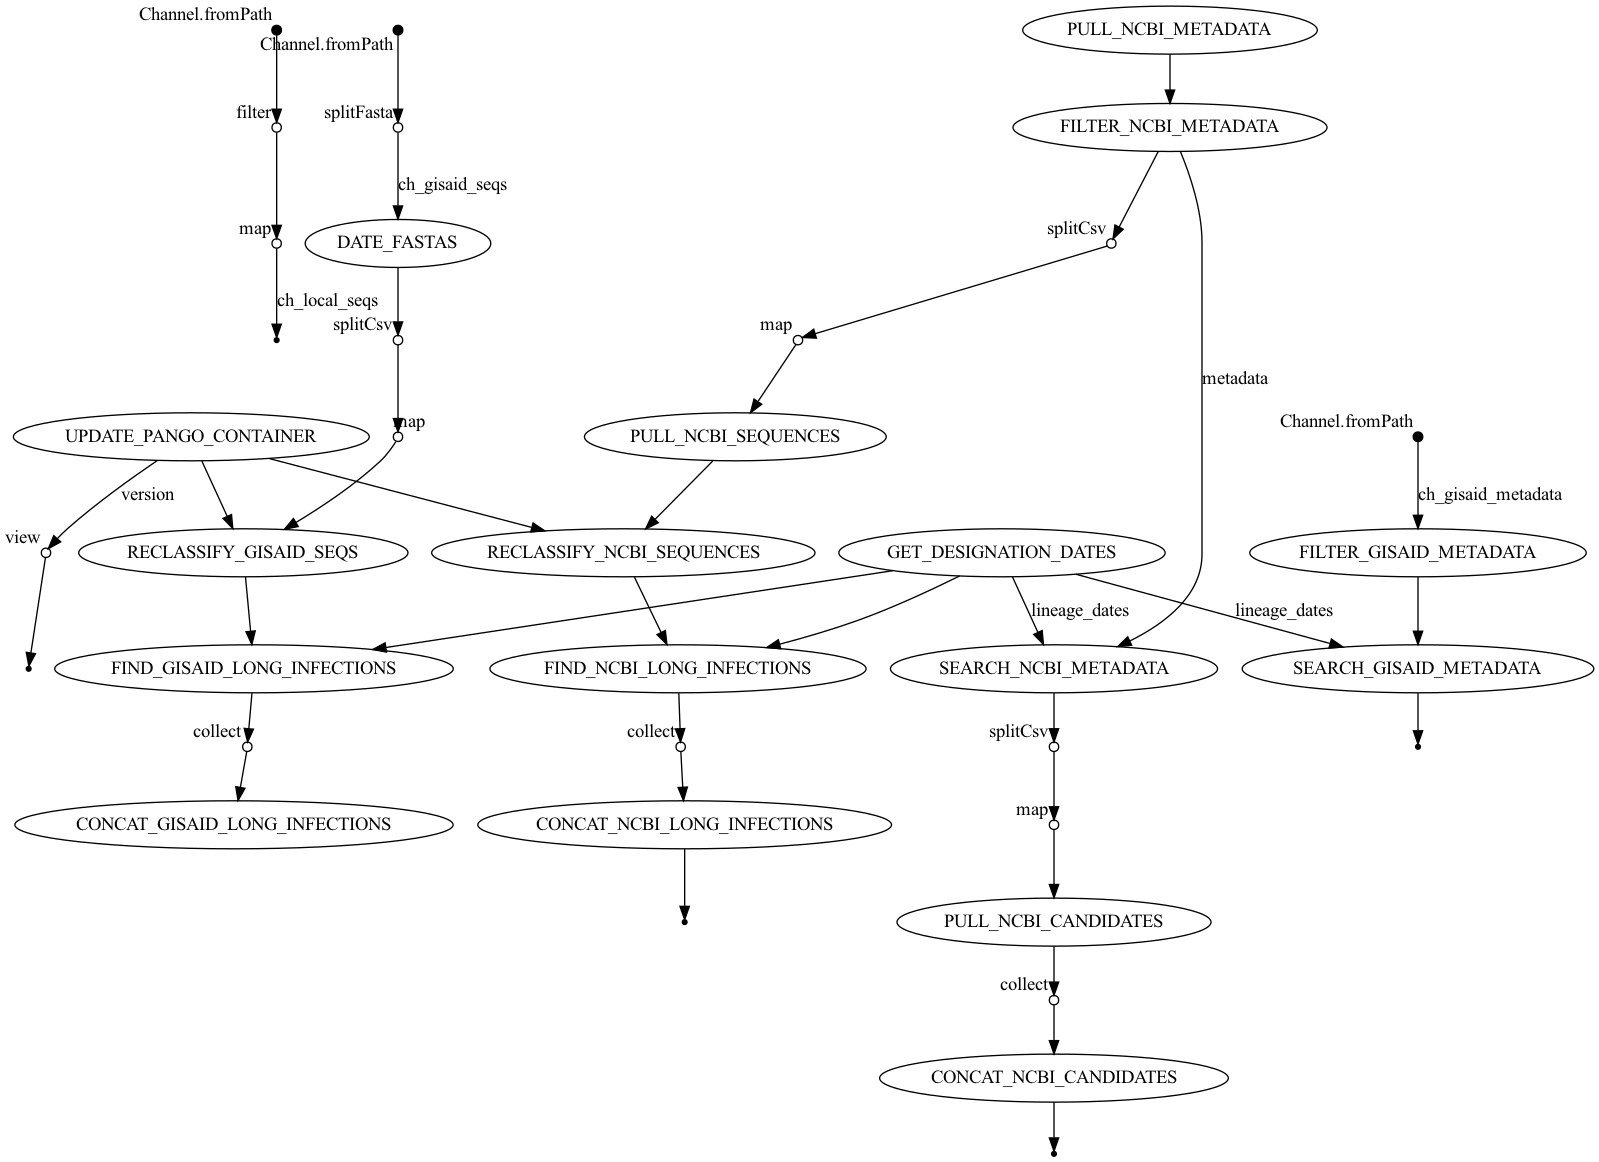 Channel.fromPath
Channel.fromPath
PULL_NCBI_METADATA
filter
splitFasta
FILTER_NCBI_METADATA
ch_gisaid_seqs
map
DATE_FASTAS
splitCsv
ch_local_seqs
splitCsv
map
metadata
UPDATE_PANGO_CONTAINER
map
PULL_NCBI_SEQUENCES
Channel.fromPath
version
ch_gisaid_metadata
view
RECLASSIFY_GISAID_SEQS
RECLASSIFY_NCBI_SEQUENCES
GET_DESIGNATION_DATES
FILTER_GISAID_METADATA
lineage_dates
lineage_dates
FIND_GISAID_LONG_INFECTIONS
FIND_NCBI_LONG_INFECTIONS
SEARCH_NCBI_METADATA
SEARCH_GISAID_METADATA
collect
collect
splitCsv
map
CONCAT_GISAID_LONG_INFECTIONS
CONCAT_NCBI_LONG_INFECTIONS
PULL_NCBI_CANDIDATES
collect
CONCAT_NCBI_CANDIDATES